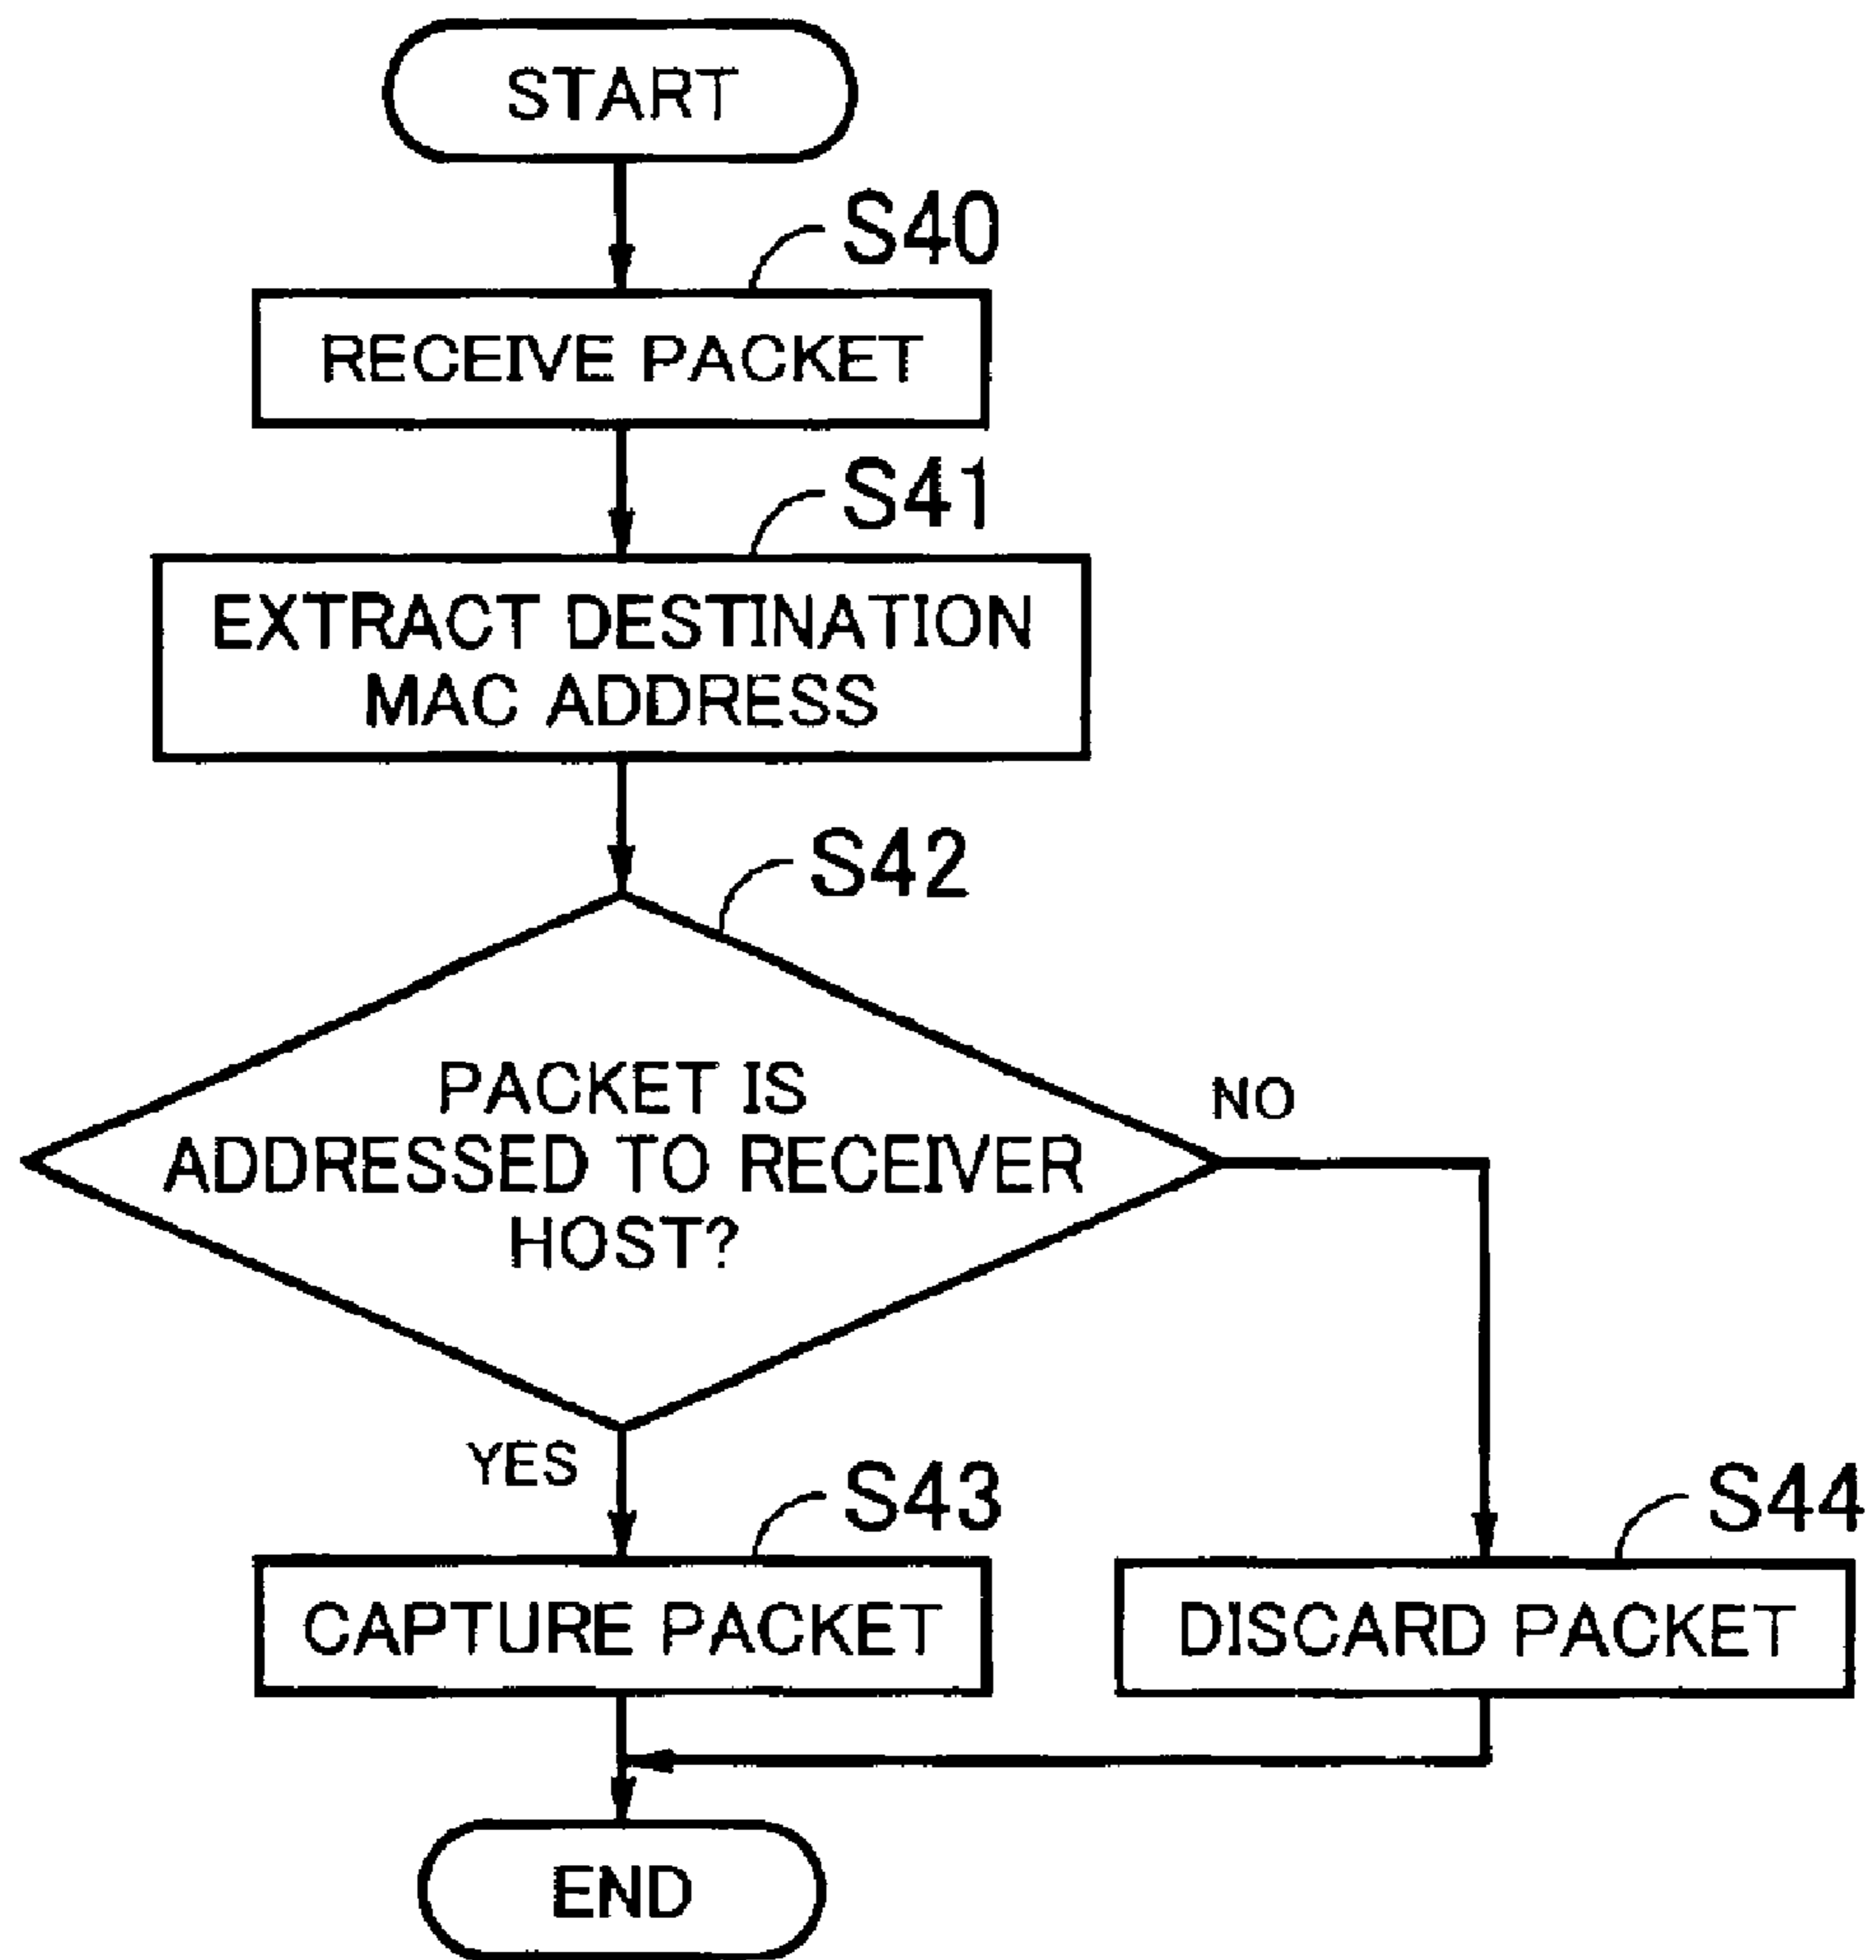 START
S40
RECEIVE PACKET
S41
EXTRACT DESTINATION
MAC ADDRESS
S42
PACKET IS
ADDRESSED TO RECEIVER
HOST?
NO
YES
S43
CAPTURE PACKET
S44
DISCARD PACKET
END